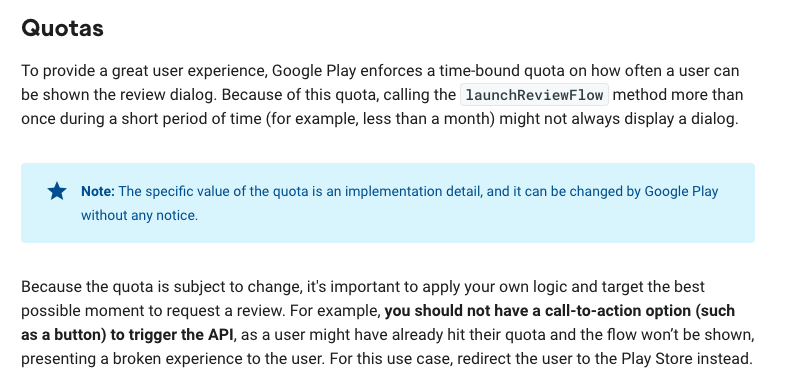 Quotas
To provide a great user experience, Google Play enforces a time-bound quota on how often a user can
be shown the review dialog. Because of this quota, calling the launchReviewFlow method more than
once during a short period of time (for example, less than a month) might not always display a dialog.
Note: The specific value of the quota is an implementation detail, and it can be changed by Google Play
without any notice.
Because the quota is subject to change, it's important to apply your own logic and target the best
possible moment to request a review. For example, you should not have a call-to-action option (such
as a button) to trigger the API, as a user might have already hit their quota and the flow won't be shown,
presenting a broken experience to the user. For this use case, redirect the user to the Play Store instead.